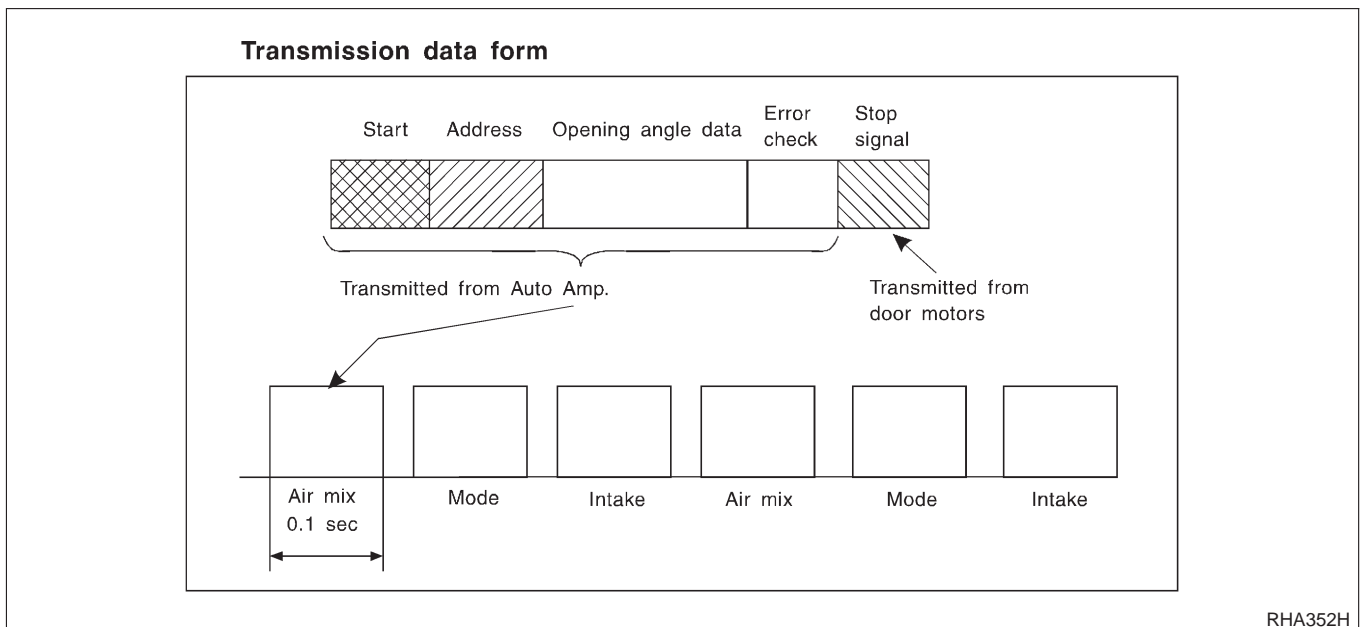 Transmission data form
Start Address Opening angle data Error check Stop signal
Transmitted from Auto Amp.
Transmitted from
door motors
Air mix
0.1 sec
Mode
Intake
Air mix
Mode
Intake
RHA352H